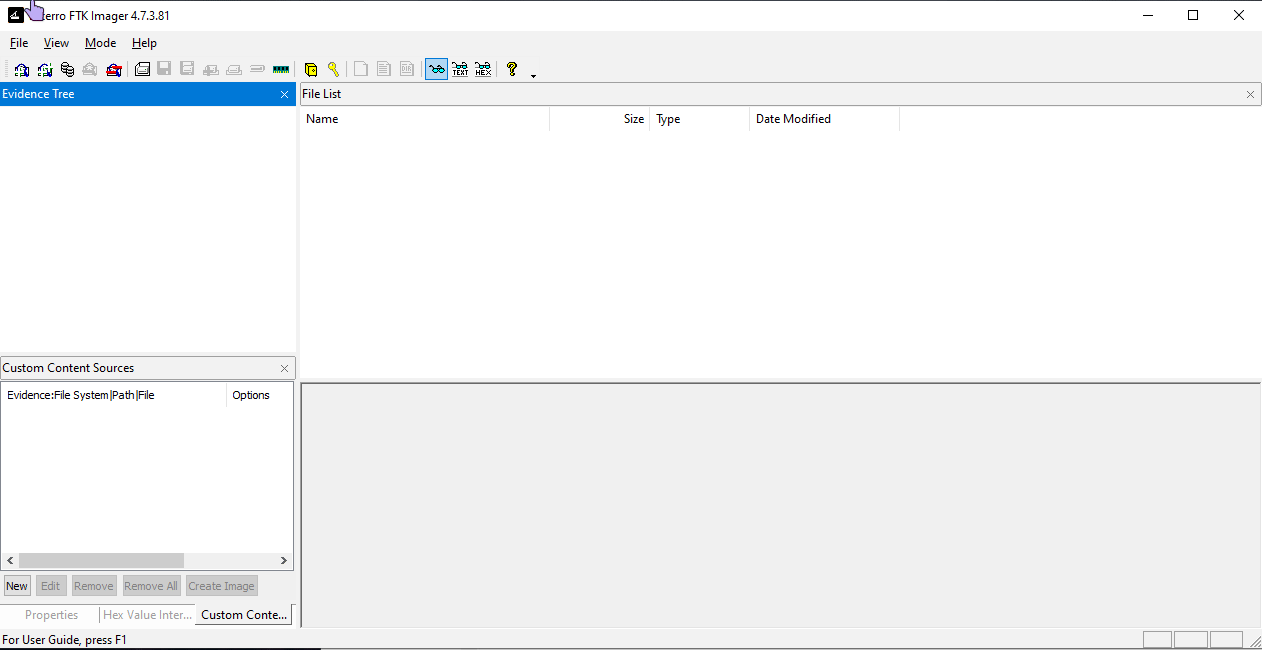 erro FTK Imager 4.7.3.81
File View Mode Help
TEXT HEX ?
Evidence Tree
File List
Name Size Type Date Modified
Custom Content Sources
Evidence:File System|Path|File Options
New Edit Remove Remove All Create Image
Properties Hex Value Inter... Custom Conte...
For User Guide, press F1